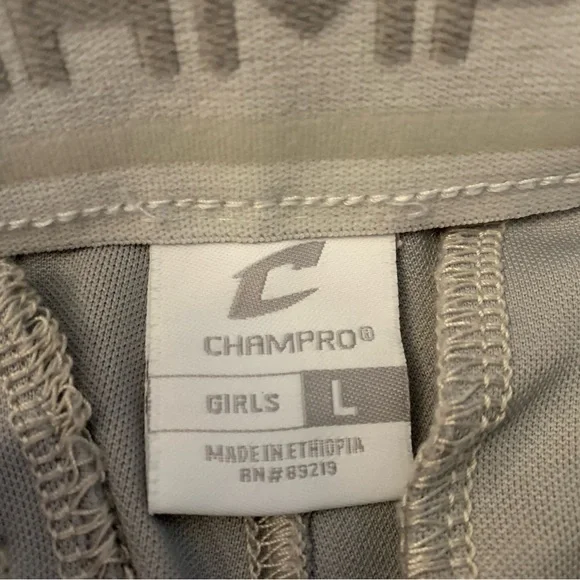 CHAMPRO®
GIRLS L
MADE IN ETHIOPIA
RN#89219